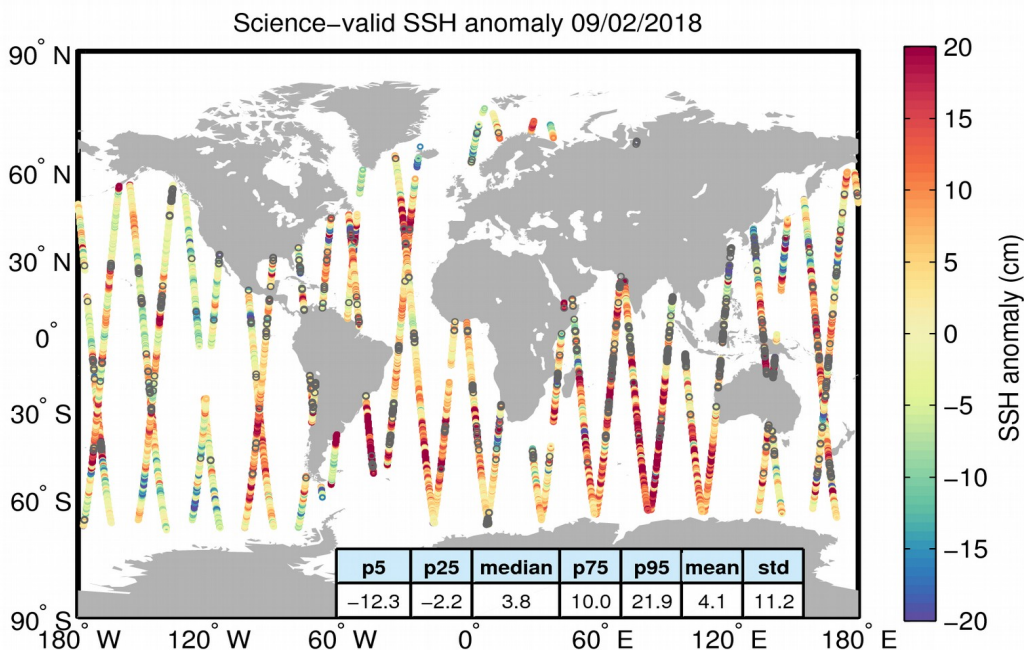 Science−valid SSH anomaly 09/02/2018
90° N
60° N
30° N
0°
30° S
60° S
90° S
180° W
120° W
60° W
0°
60° E
120° E
180° E
p5 p25 median p75 p95 mean std
−12.3 −2.2 3.8 10.0 21.9 4.1 11.2
20
15
10
5
0
−5
−10
−15
−20
SSH anomaly (cm)